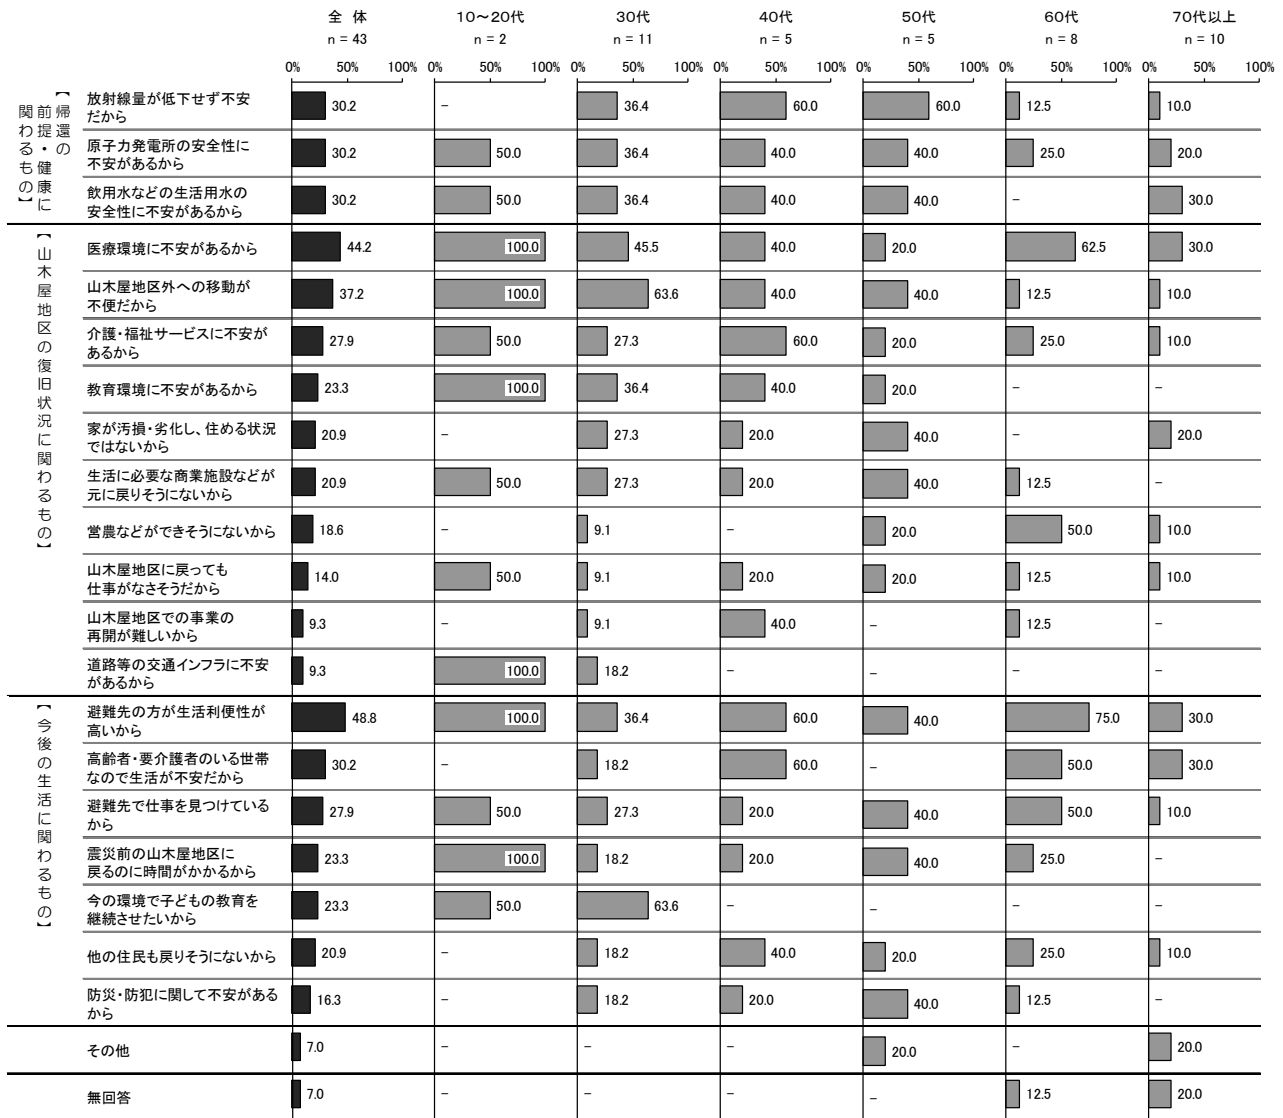 全 体 10～20代 30代 40代 50代 60代 70代以上
n = 43 n = 2 n = 11 n = 5 n = 5 n = 8 n = 10
0% 50% 100% 0% 50% 100% 0% 50% 100% 0% 50% 100% 0% 50% 100% 0% 50% 100% 0% 50% 100%
【帰還の
前提・健康に
関わるもの】
放射線量が低下せず不安
だから
30.2 – 36.4 60.0 60.0 12.5 10.0
原子力発電所の安全性に
不安があるから
30.2 50.0 36.4 40.0 40.0 25.0 20.0
飲用水などの生活用水の
安全性に不安があるから
30.2 50.0 36.4 40.0 40.0 – 30.0
【山木屋地区の復旧状況に関わるもの】
医療環境に不安があるから
44.2 100.0 45.5 40.0 20.0 62.5 30.0
山木屋地区外への移動が
不便だから
37.2 100.0 63.6 40.0 40.0 12.5 10.0
介護・福祉サービスに不安が
あるから
27.9 50.0 27.3 60.0 20.0 25.0 10.0
教育環境に不安があるから
23.3 100.0 36.4 40.0 20.0 – –
家が汚損・劣化し、住める状況
ではないから
20.9 – 27.3 20.0 40.0 – 20.0
生活に必要な商業施設などが
元に戻りそうにないから
20.9 50.0 27.3 20.0 40.0 12.5 –
営農などができそうにないから
18.6 – 9.1 – 20.0 50.0 10.0
山木屋地区に戻っても
仕事がなさそうだから
14.0 50.0 9.1 20.0 20.0 12.5 10.0
山木屋地区での事業の
再開が難しいから
9.3 – 9.1 40.0 – 12.5 –
道路等の交通インフラに不安
があるから
9.3 100.0 18.2 – – – –
【今後の生活に関わるもの】
避難先の方が生活利便性が
高いから
48.8 100.0 36.4 60.0 40.0 75.0 30.0
高齢者・要介護者のいる世帯
なので生活が不安だから
30.2 – 18.2 60.0 – 50.0 30.0
避難先で仕事を見つけている
から
27.9 50.0 27.3 20.0 40.0 50.0 10.0
震災前の山木屋地区に
戻るのに時間がかかるから
23.3 100.0 18.2 20.0 40.0 25.0 –
今の環境で子どもの教育を
継続させたいから
23.3 50.0 63.6 – – – –
他の住民も戻りそうにないから
20.9 – 18.2 40.0 20.0 25.0 10.0
防災・防犯に関して不安がある
から
16.3 – 18.2 20.0 40.0 12.5 –
その他
7.0 – – – 20.0 – 20.0
無回答
7.0 – – – – 12.5 20.0